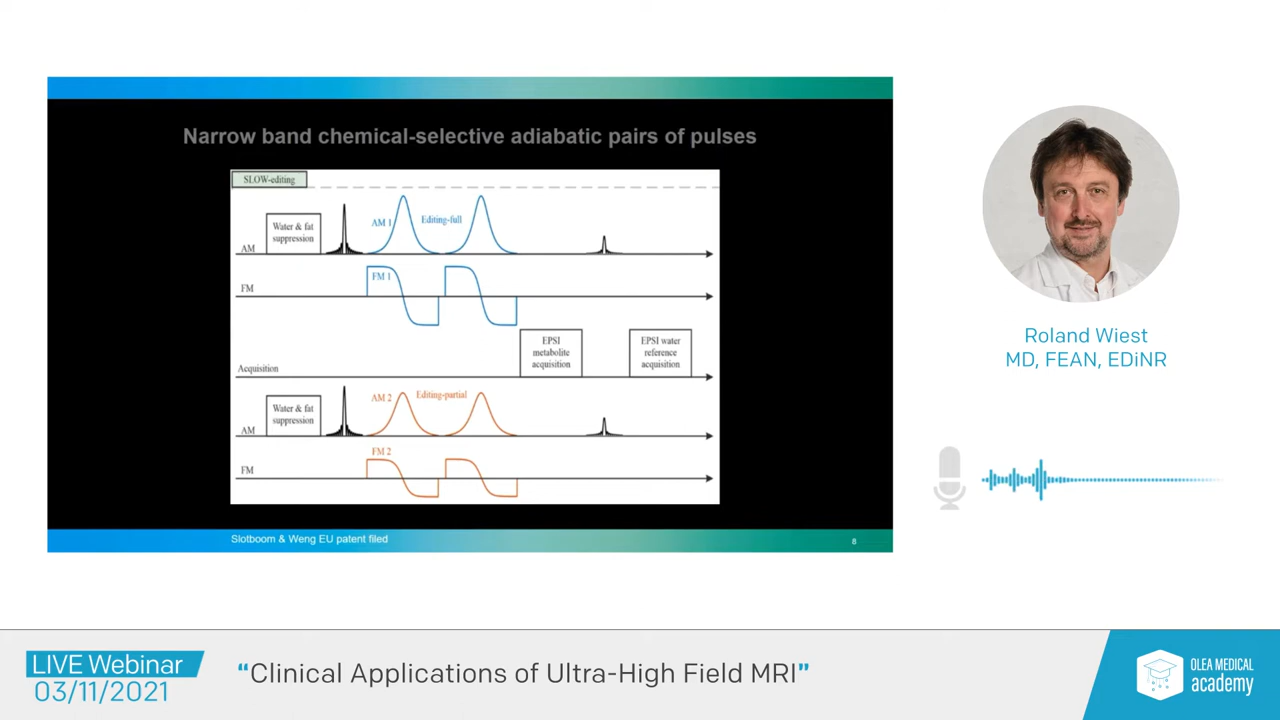 Narrow band chemical-selective adiabatic pairs of pulses
SLOW-editing
Water & fat
suppression
AM 1
Editing-full
AM
FM 1
FM
EPSI
metabolite
acquisition
EPSI water
reference
acquisition
Acquisition
AM 2
Editing-partial
Water & fat
suppression
AM
FM 2
FM
Slotboom & Weng EU patent filed
8
Roland Wiest
MD, FEAN, EDiNR
LIVE Webinar
03/11/2021
“Clinical Applications of Ultra-High Field MRI”
OLEA MEDICAL
academy